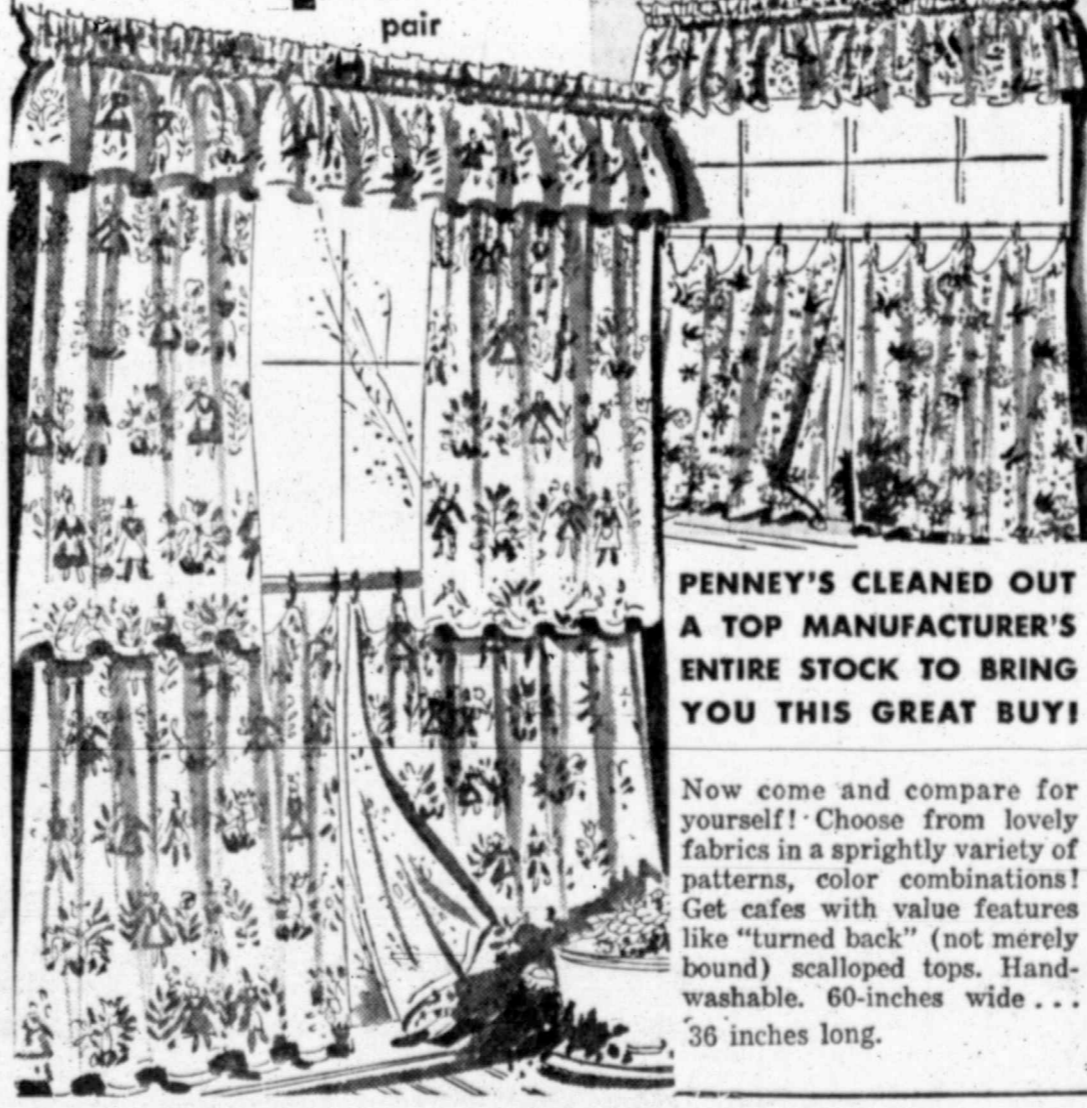 pair
PENNEY'S CLEANED OUT
A TOP MANUFACTURER'S
ENTIRE STOCK TO BRING
YOU THIS GREAT BUY!
Now come and compare for
yourself! Choose from lovely
fabrics in a sprightly variety of
patterns, color combinations!
Get cafes with value features
like "turned back" (not merely
bound) scalloped tops. Hand-
washable. 60-inches wide . . .
36 inches long.